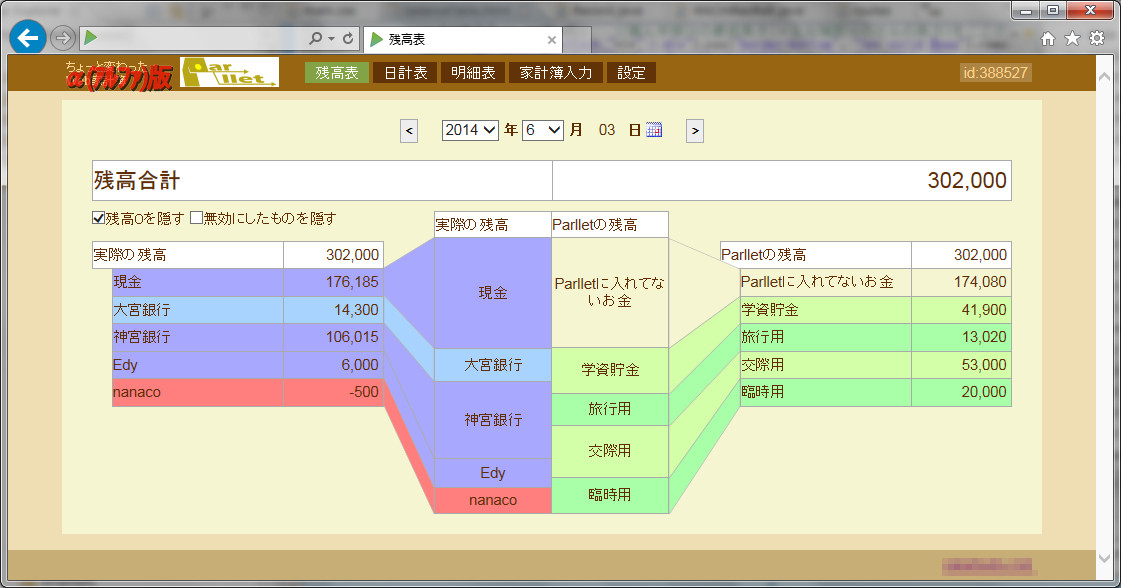 残高表
ちょーと変わった
α(アルファ)版
Parllet
残高表 日計表 明細表 家計簿入力 設定
id:388527
< 2014 年 6 月 03 日 >
残高合計 302,000
残高0を隠す 無効にしたものを隠す
実際の残高 302,000
現金 176,185
大宮銀行 14,300
神宮銀行 106,015
Edy 6,000
nanaco -500
実際の残高 Parlletの残高
現金
大宮銀行
神宮銀行
Edy
nanaco
Parlletに入れてな
いお金
学資貯金
旅行用
交際用
臨時用
Parlletの残高 302,000
Parlletに入れてないお金 174,080
学資貯金 41,900
旅行用 13,020
交際用 53,000
臨時用 20,000